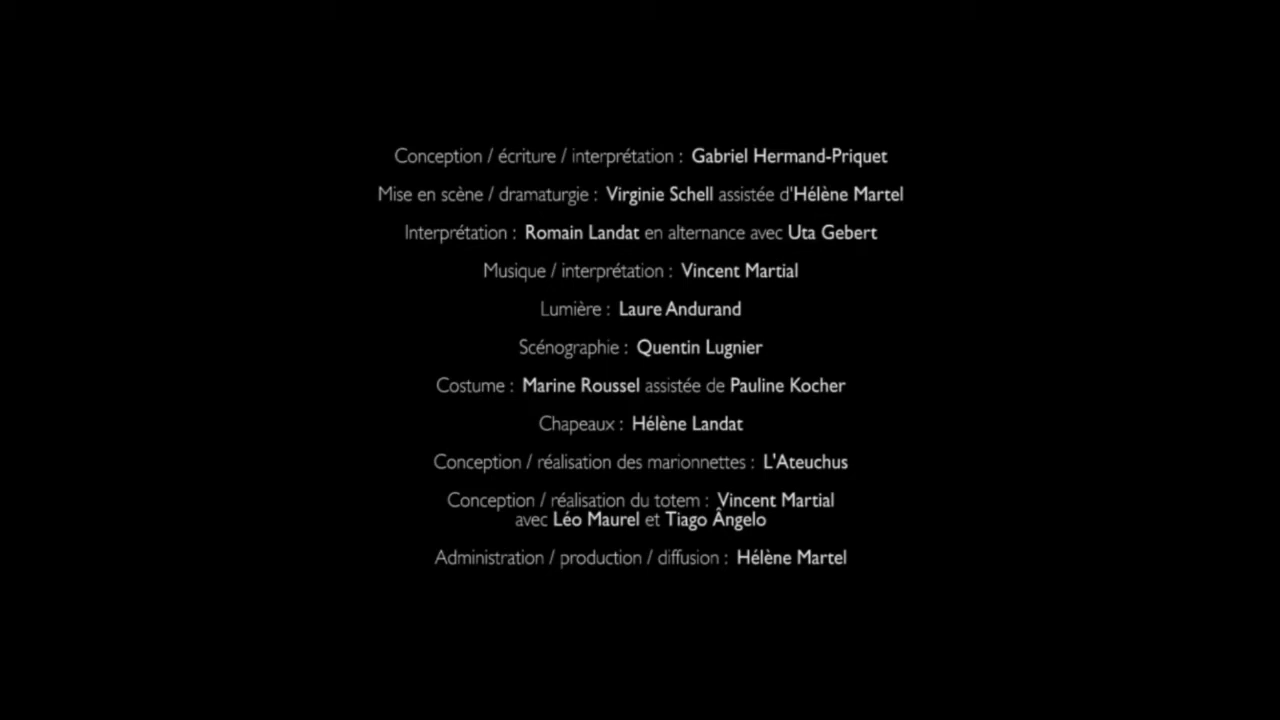 Conception / écriture / interprétation : Gabriel Hermand-Priquet
Mise en scène / dramaturgie : Virginie Schell assistée d'Hélène Martel
Interprétation : Romain Landat en alternance avec Uta Gebert
Musique / interprétation : Vincent Martial
Lumière : Laure Andurand
Scénographie : Quentin Lugnier
Costume : Marine Roussel assistée de Pauline Kocher
Chapeaux : Hélène Landat
Conception / réalisation des marionnettes : L'Ateuchus
Conception / réalisation du totem : Vincent Martial
avec Léo Maurel et Tiago Ângelo
Administration / production / diffusion : Hélène Martel